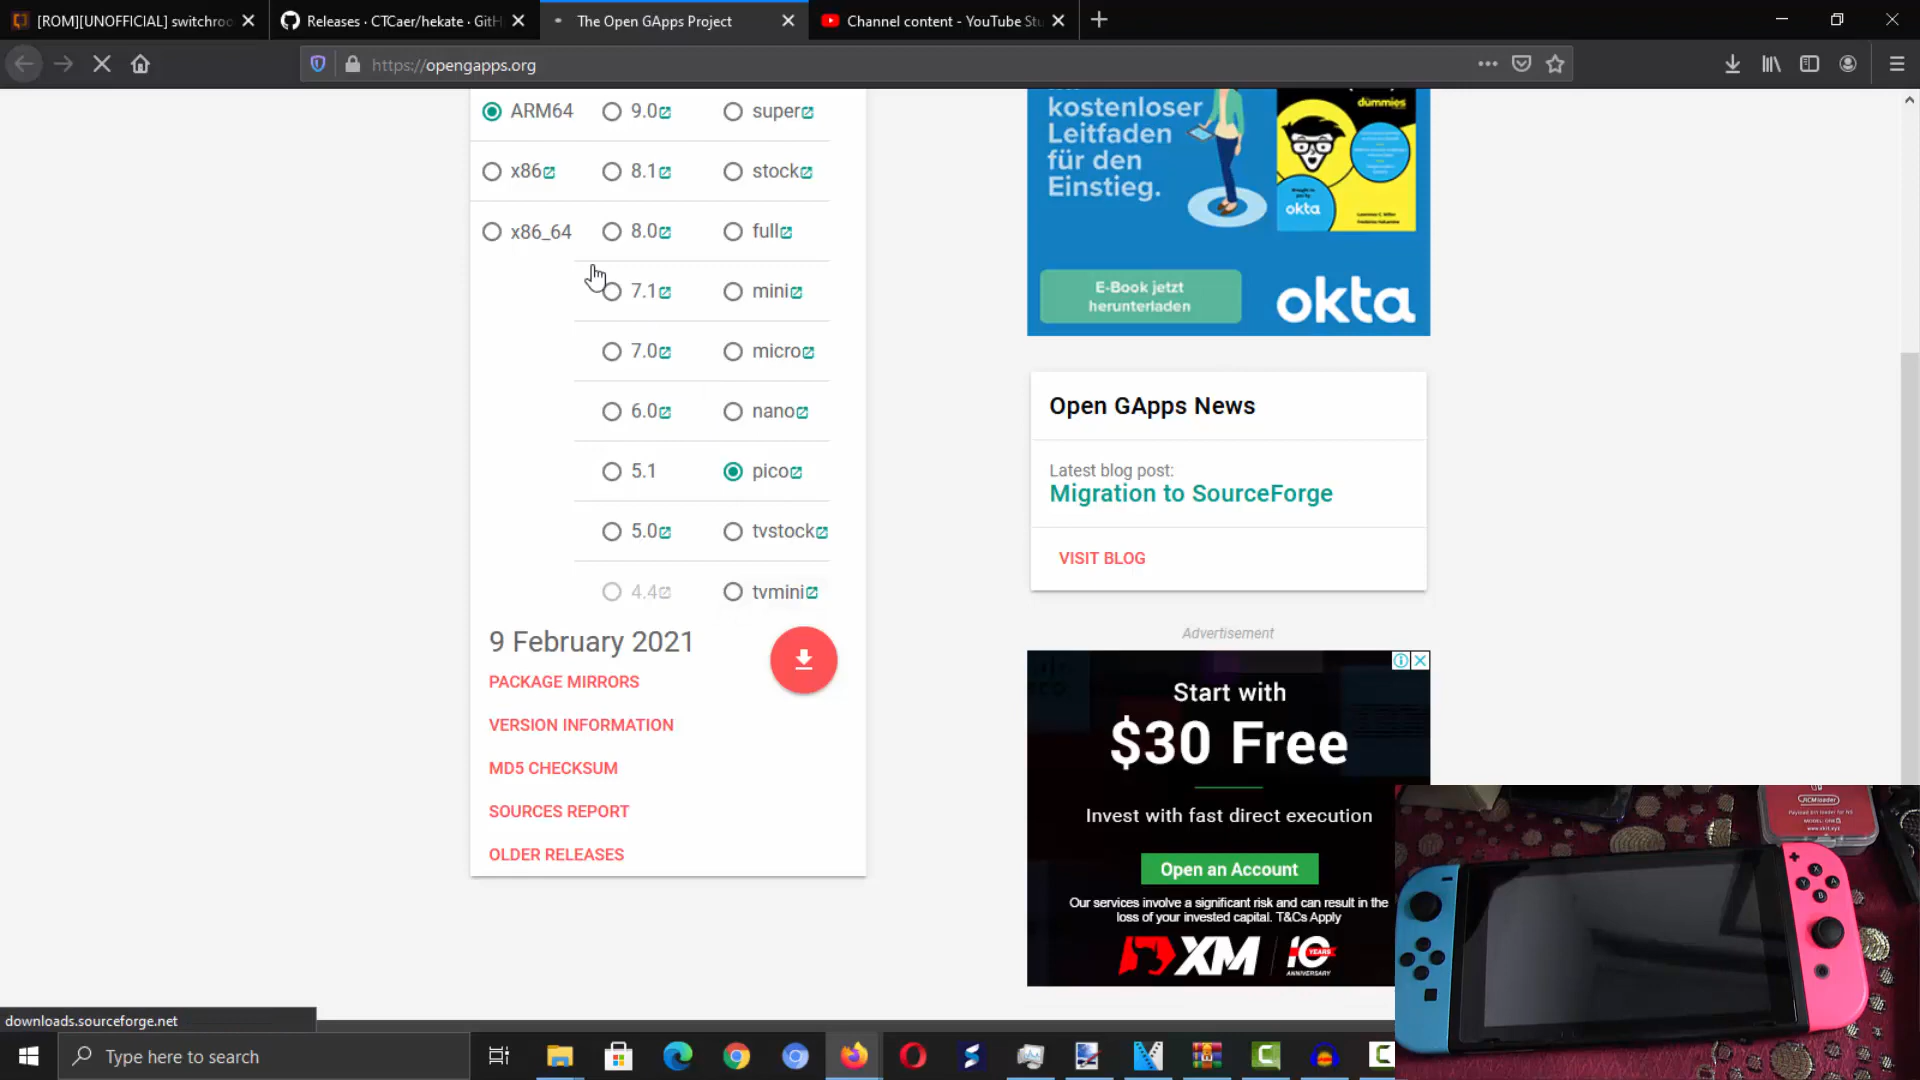 [ROM][UNOFFICIAL] switchroo
Releases · CTCaer/hekate · GitH
The Open GApps Project
Channel content - YouTube Stu
https://opengapps.org
ARM64
9.0
super
x86
8.1
stock
x86_64
8.0
full
7.1
mini
7.0
micro
6.0
nano
5.1
pico
5.0
tvstock
4.4
tvmini
9 February 2021
PACKAGE MIRRORS
VERSION INFORMATION
MD5 CHECKSUM
SOURCES REPORT
OLDER RELEASES
kostenloser
Leitfaden
für den
Einstieg.
dummies
okta
E-Book jetzt
herunterladen
okta
Open GApps News
Latest blog post:
Migration to SourceForge
VISIT BLOG
Advertisement
Start with
$30 Free
Invest with fast direct execution
Open an Account
Our services involve a significant risk and can result in the
loss of your invested capital. T&Cs Apply
XM
10
YEARS
ANNIVERSARY
downloads.sourceforge.net
Type here to search